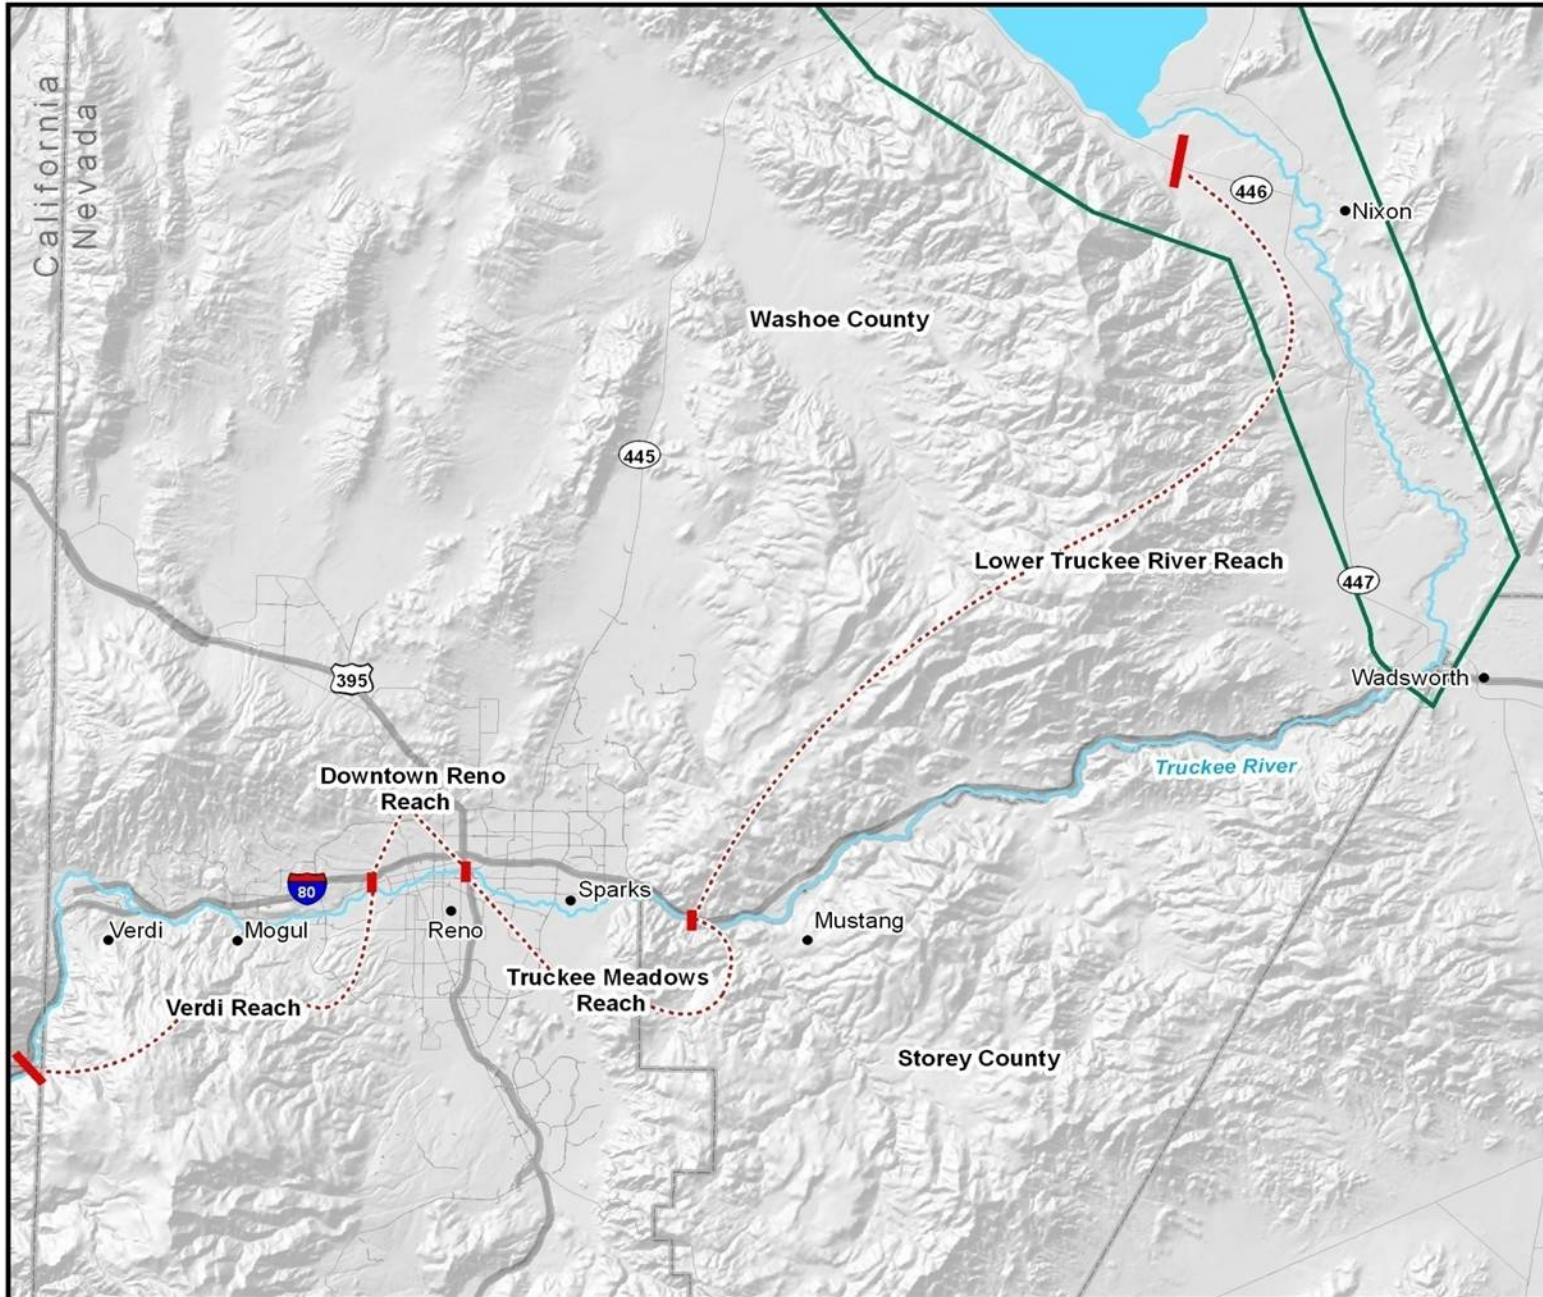 California
Nevada
446
Nixon
Washoe County
445
Lower Truckee River Reach
447
395
Wadsworth
Truckee River
Downtown Reno
Reach
80
Sparks
Verdi
Mogul
Reno
Mustang
Truckee Meadows
Reach
Verdi Reach
Storey County